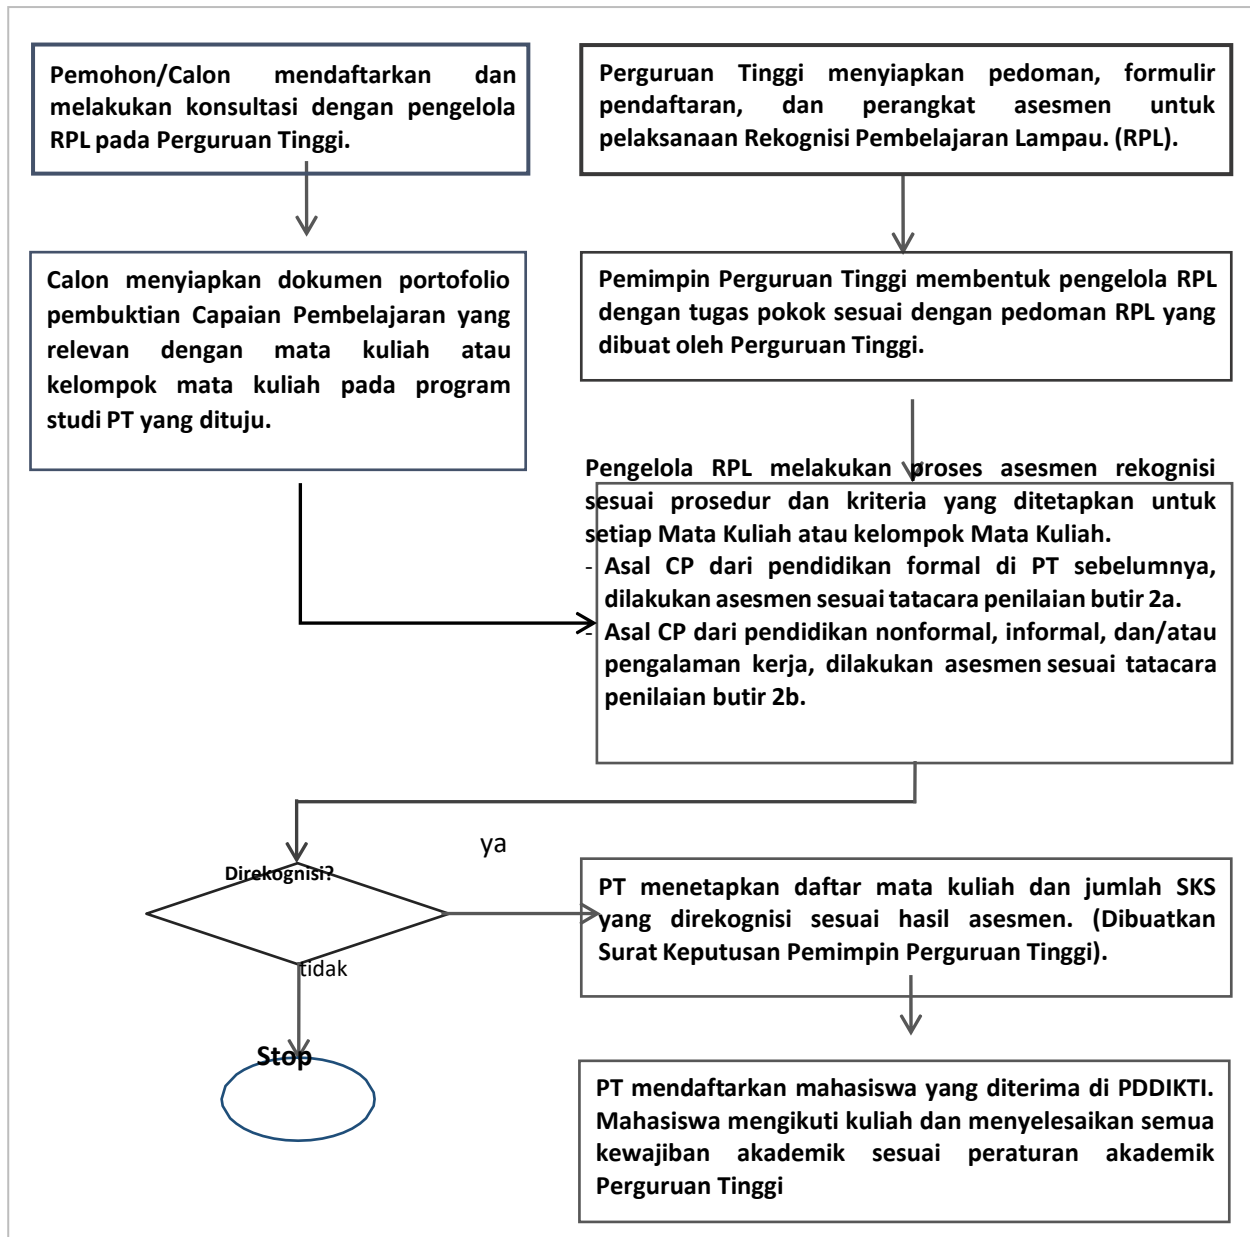 Pemohon/Calon mendaftarkan dan
melakukan konsultasi dengan pengelola
RPL pada Perguruan Tinggi.
Perguruan Tinggi menyiapkan pedoman, formulir
pendaftaran, dan perangkat asesmen untuk
pelaksanaan Rekognisi Pembelajaran Lampau. (RPL).
Calon menyiapkan dokumen portofolio
pembuktian Capaian Pembelajaran yang
relevan dengan mata kuliah atau
kelompok mata kuliah pada program
studi PT yang dituju.
Pemimpin Perguruan Tinggi membentuk pengelola RPL
dengan tugas pokok sesuai dengan pedoman RPL yang
dibuat oleh Perguruan Tinggi.
Pengelola RPL melakukan proses asesmen rekognisi
sesuai prosedur dan kriteria yang ditetapkan untuk
setiap Mata Kuliah atau kelompok Mata Kuliah.
- Asal CP dari pendidikan formal di PT sebelumnya,
dilakukan asesmen sesuai tatacara penilaian butir 2a.
- Asal CP dari pendidikan nonformal, informal, dan/atau
pengalaman kerja, dilakukan asesmen sesuai tatacara
penilaian butir 2b.
Direkognisi?
ya
tidak
Stop
PT menetapkan daftar mata kuliah dan jumlah SKS
yang direkognisi sesuai hasil asesmen. (Dibuatkan
Surat Keputusan Pemimpin Perguruan Tinggi).
PT mendaftarkan mahasiswa yang diterima di PDDIKTI.
Mahasiswa mengikuti kuliah dan menyelesaikan semua
kewajiban akademik sesuai peraturan akademik
Perguruan Tinggi